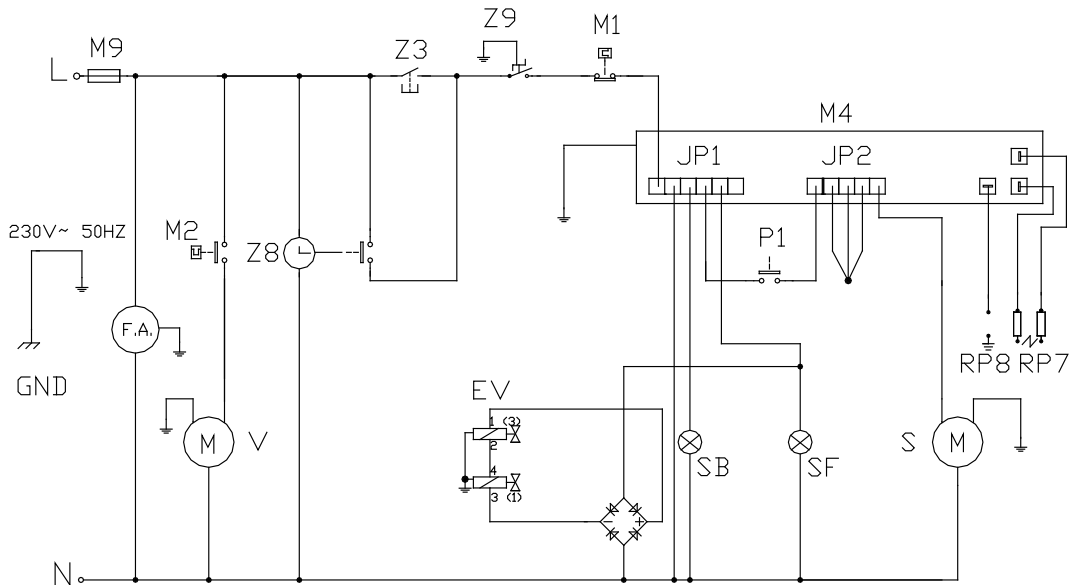 Z9
M1
M9
Z3
L
M4
JP1
JP2
230V~ 50HZ
M2
Z8
P1
F.A.
RP8
RP7
GND
EV
1 (3)
2
4
3 (1)
M
V
SB
SF
S
M
- +
N